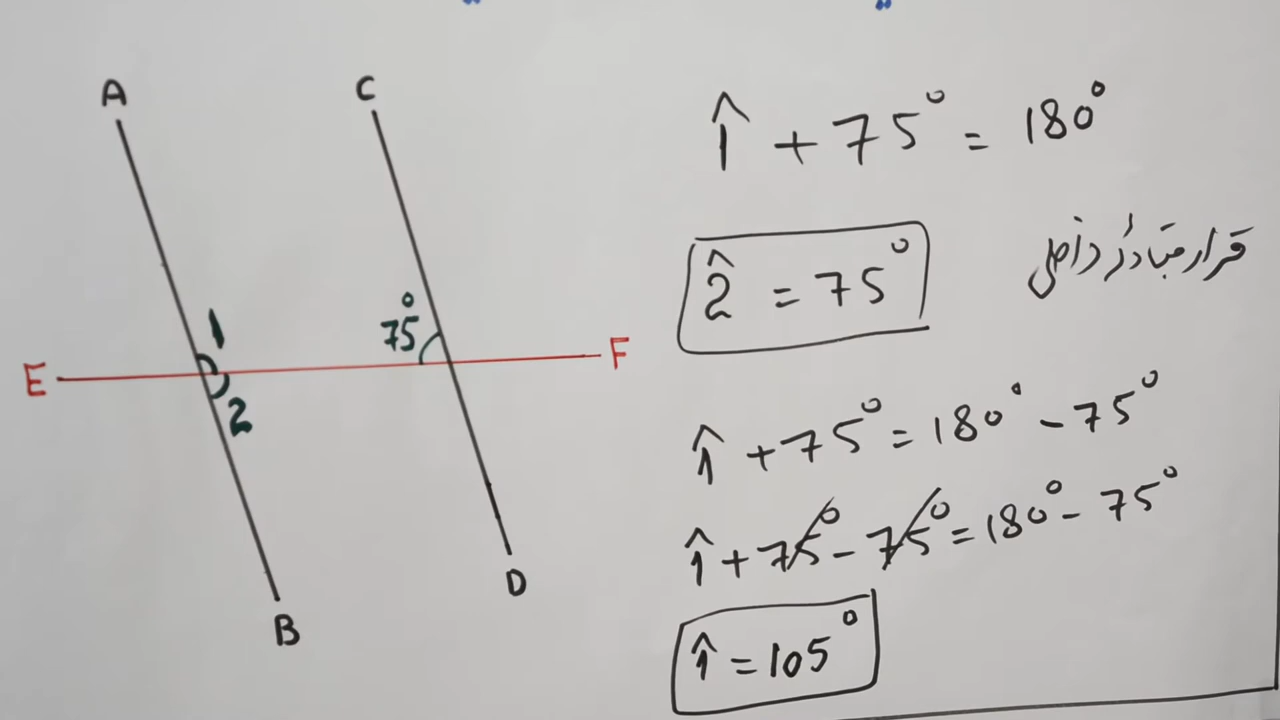 A
C
1
75°
E
F
2
D
B
1̂ + 75° = 180°
2̂ = 75°
قرار متبادلۀ داخلی
1̂ + 75° = 180° - 75°
1̂ + 75° - 75° = 180° - 75°
1̂ = 105°